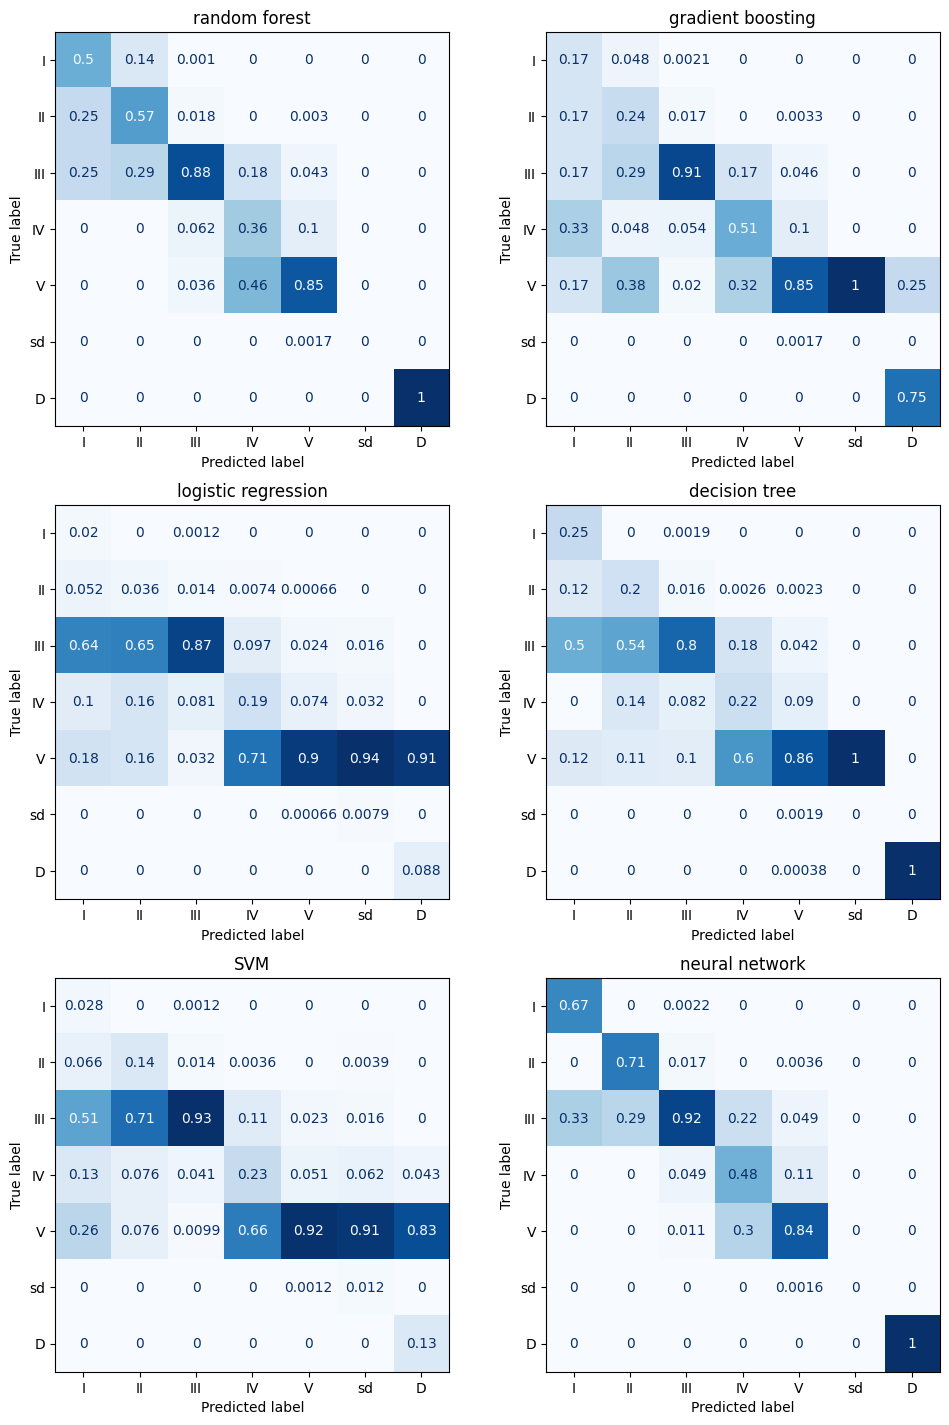 random forest
gradient boosting
I 0.5 0.14 0.001 0 0 0 0
II 0.25 0.57 0.018 0 0.003 0 0
III 0.25 0.29 0.88 0.18 0.043 0 0
IV 0 0 0.062 0.36 0.1 0 0
V 0 0 0.036 0.46 0.85 0 0
sd 0 0 0 0 0.0017 0 0
D 0 0 0 0 0 0 1
I II III IV V sd D
True label
Predicted label
I 0.17 0.048 0.0021 0 0 0 0
II 0.17 0.24 0.017 0 0.0033 0 0
III 0.17 0.29 0.91 0.17 0.046 0 0
IV 0.33 0.048 0.054 0.51 0.1 0 0
V 0.17 0.38 0.02 0.32 0.85 1 0.25
sd 0 0 0 0 0.0017 0 0
D 0 0 0 0 0 0 0.75
I II III IV V sd D
True label
Predicted label
logistic regression
decision tree
I 0.02 0 0.0012 0 0 0 0
II 0.052 0.036 0.014 0.0074 0.00066 0 0
III 0.64 0.65 0.87 0.097 0.024 0.016 0
IV 0.1 0.16 0.081 0.19 0.074 0.032 0
V 0.18 0.16 0.032 0.71 0.9 0.94 0.91
sd 0 0 0 0 0.00066 0.0079 0
D 0 0 0 0 0 0 0.088
I II III IV V sd D
True label
Predicted label
I 0.25 0 0.0019 0 0 0 0
II 0.12 0.2 0.016 0.0026 0.0023 0 0
III 0.5 0.54 0.8 0.18 0.042 0 0
IV 0 0.14 0.082 0.22 0.09 0 0
V 0.12 0.11 0.1 0.6 0.86 1 0
sd 0 0 0 0 0.0019 0 0
D 0 0 0 0 0.00038 0 1
I II III IV V sd D
True label
Predicted label
SVM
neural network
I 0.028 0 0.0012 0 0 0 0
II 0.066 0.14 0.014 0.0036 0 0.0039 0
III 0.51 0.71 0.93 0.11 0.023 0.016 0
IV 0.13 0.076 0.041 0.23 0.051 0.062 0.043
V 0.26 0.076 0.0099 0.66 0.92 0.91 0.83
sd 0 0 0 0 0.0012 0.012 0
D 0 0 0 0 0 0 0.13
I II III IV V sd D
True label
Predicted label
I 0.67 0 0.0022 0 0 0 0
II 0 0.71 0.017 0 0.0036 0 0
III 0.33 0.29 0.92 0.22 0.049 0 0
IV 0 0 0.049 0.48 0.11 0 0
V 0 0 0.011 0.3 0.84 0 0
sd 0 0 0 0 0.0016 0 0
D 0 0 0 0 0 0 1
I II III IV V sd D
True label
Predicted label